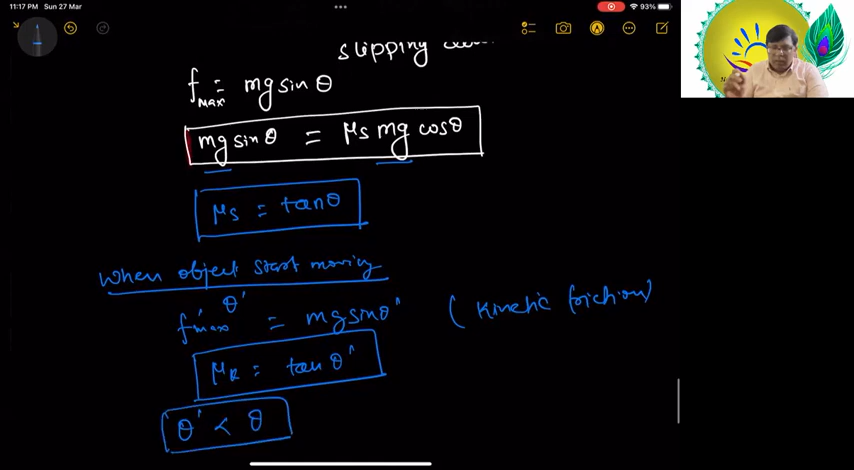 11:17 PM Sun 27 Mar
93%
slipping
fmax = mg sin θ
mg sin θ = μs mg cos θ
μs = tan θ
When object start moving
θ'
f'max = mg sin θ' (kinetic friction)
μk = tan θ'
θ' < θ